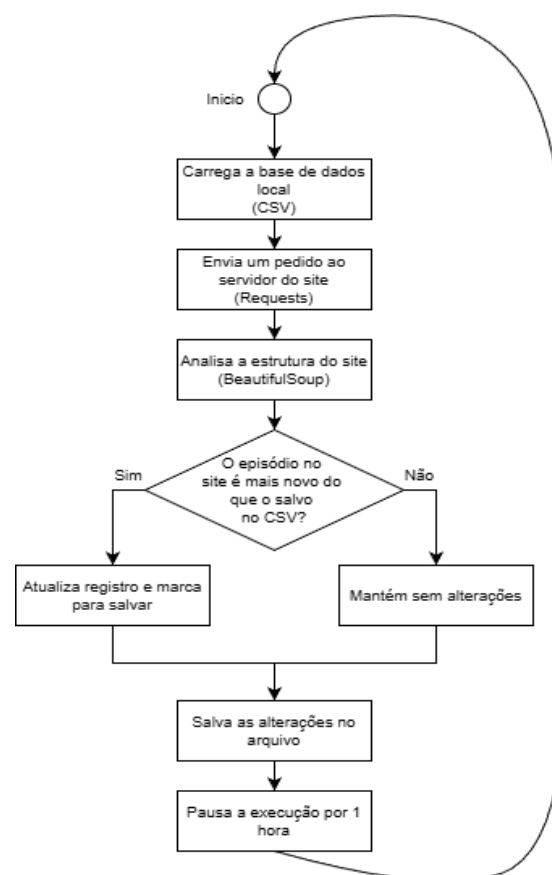 Inicio
Carrega a base de dados
local
(CSV)
Envia um pedido ao
servidor do site
(Requests)
Analisa a estrutura do site
(BeautifulSoup)
O episódio no
site é mais novo do
que o salvo
no CSV?
Sim
Não
Atualiza registro e marca
para salvar
Mantém sem alterações
Salva as alterações no
arquivo
Pausa a execução por 1
hora